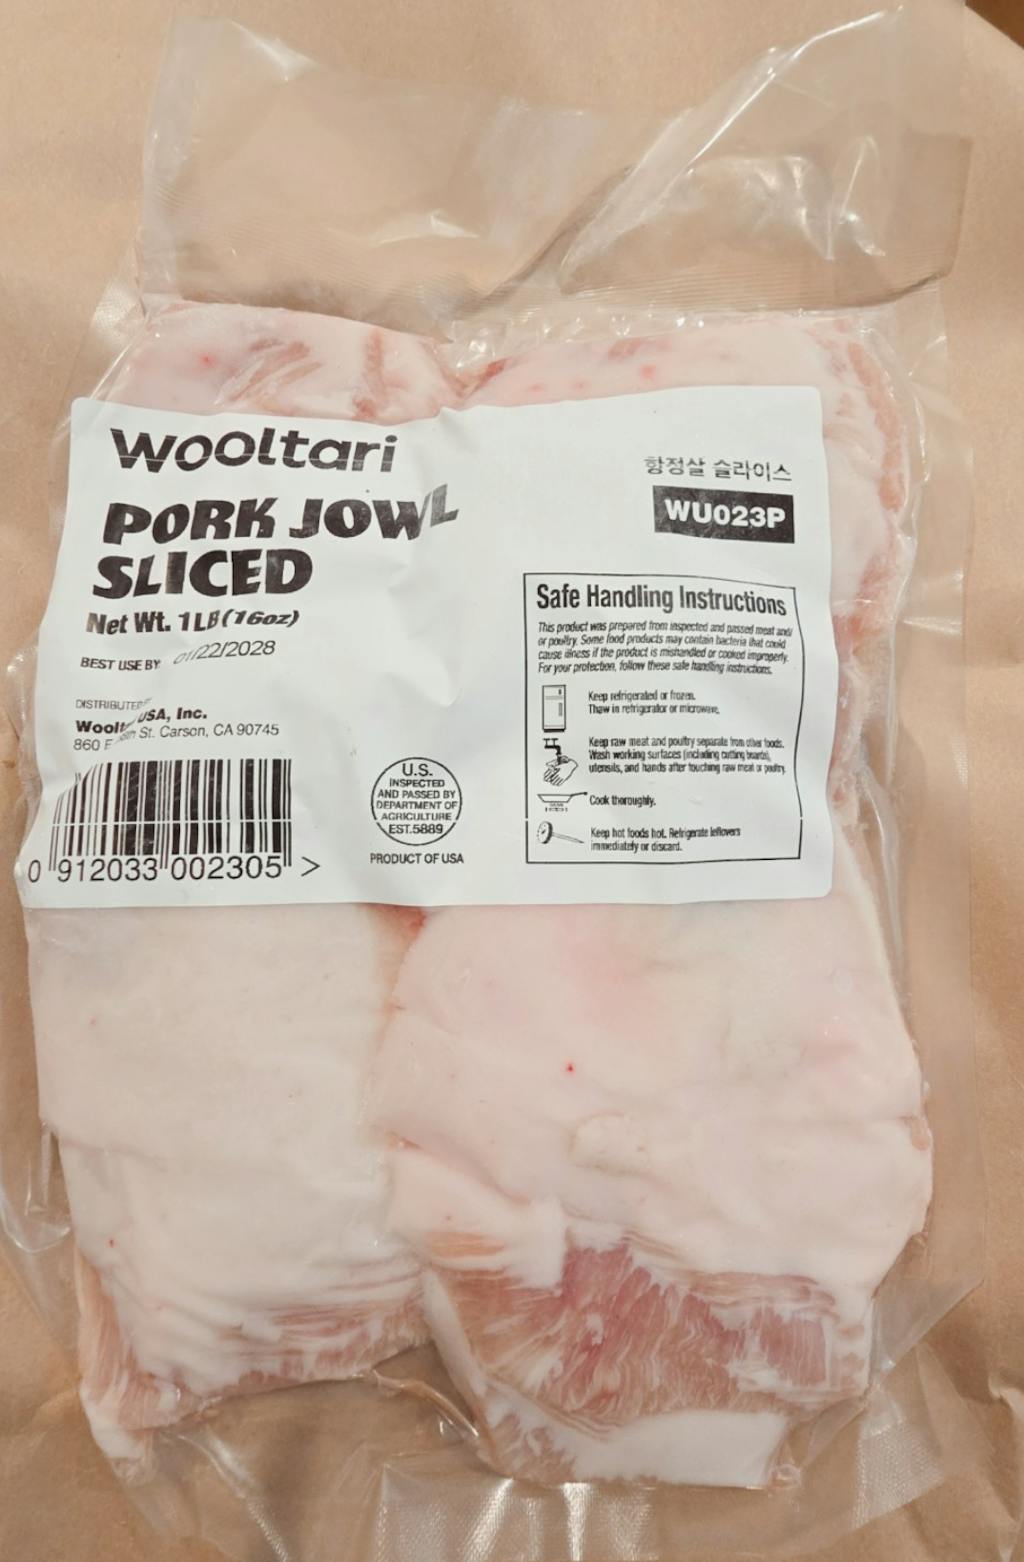 Wooltari
PORK JOWL
SLICED
Net Wt. 1LB (16oz)
BEST USE BY 01/22/2028
DISTRIBUTED
USA, Inc.
860 St. Carson, CA 90745
0 912033 002305 >
U.S.
INSPECTED
AND PASSED BY
DEPARTMENT OF
AGRICULTURE
EST.5889
PRODUCT OF USA
항정살 슬라이스
WU023P
Safe Handling Instructions
This product was prepared from inspected and passed meat and/
or poultry. Some food products may contain bacteria that could
cause illness if the product is mishandled or cooked improperly.
For your protection, follow these safe handling instructions.
Keep refrigerated or frozen.
Thaw in refrigerator or microwave.
Keep raw meat and poultry separate from other foods.
Wash working surfaces (including cutting boards),
utensils, and hands after touching raw meat or poultry.
Cook thoroughly.
Keep hot foods hot. Refrigerate leftovers
immediately or discard.